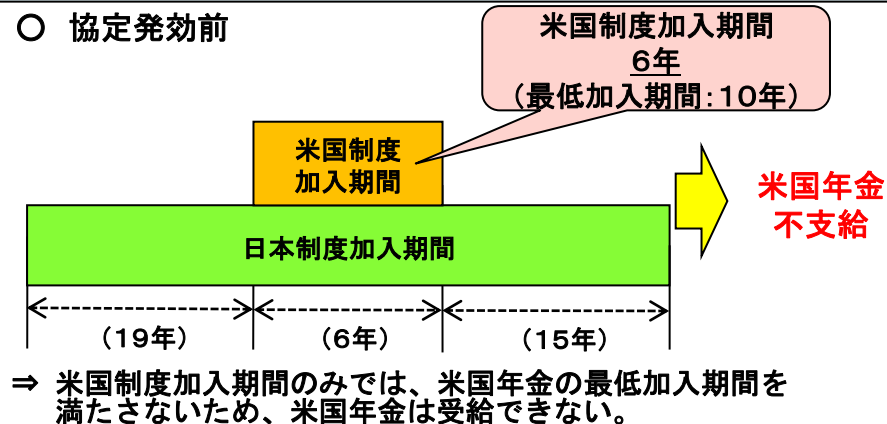 ○ 協定発効前
米国制度加入期間
６年
（最低加入期間：１０年）
米国制度
加入期間
米国年金
不支給
日本制度加入期間
（１９年）
（６年）
（１５年）
⇒ 米国制度加入期間のみでは、米国年金の最低加入期間を
満たさないため、米国年金は受給できない。